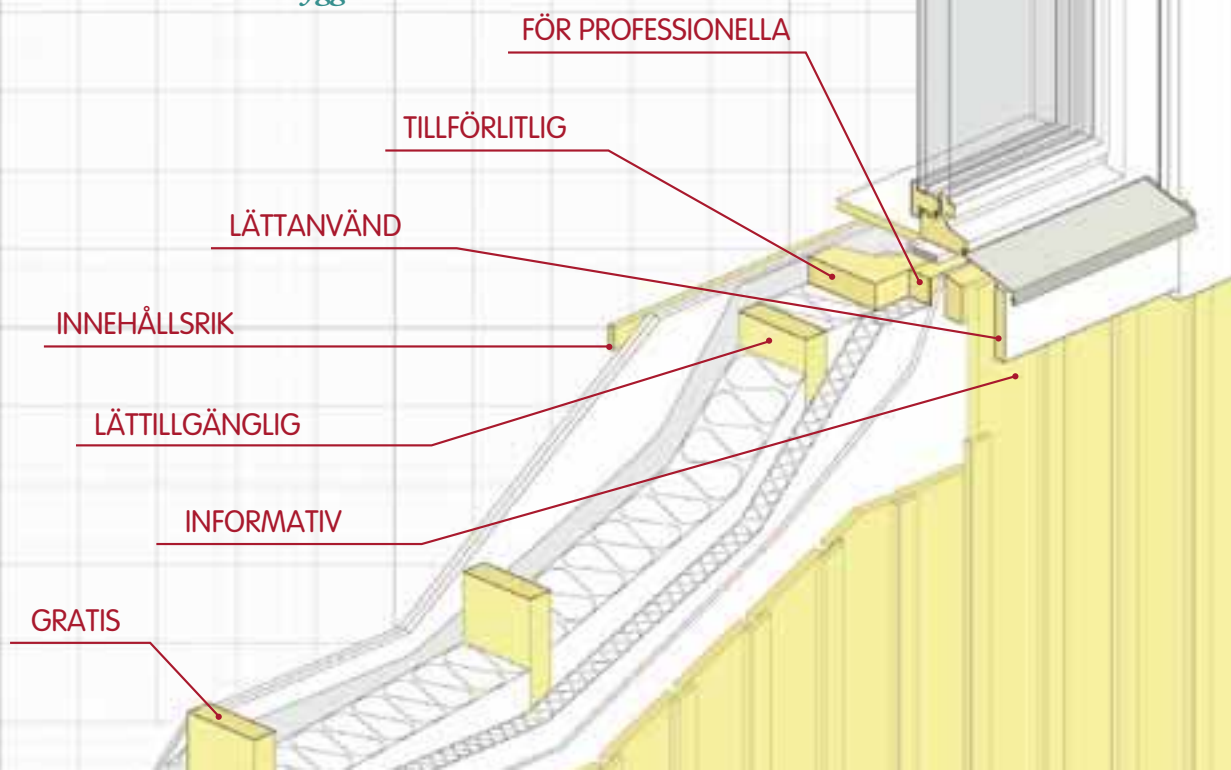 FÖR PROFESSIONELLA
TILLFÖRLITLIG
LÄTTANVÄND
INNEHÅLLSRIK
LÄTTILLGÄNGLIG
INFORMATIV
GRATIS